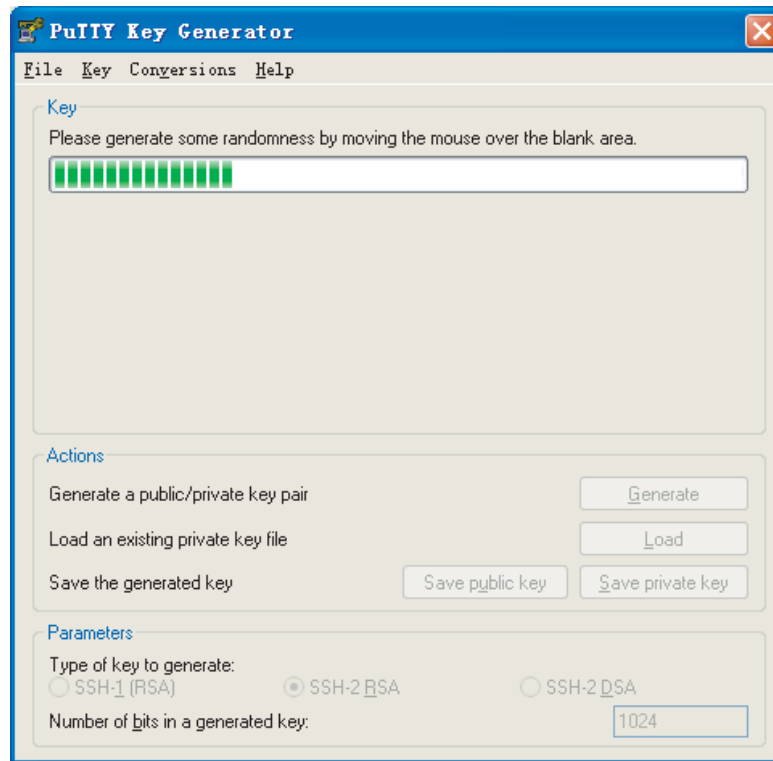 PuTTY Key Generator
File Key Conversions Help
Key
Please generate some randomness by moving the mouse over the blank area.
Actions
Generate a public/private key pair Generate
Load an existing private key file Load
Save the generated key Save public key Save private key
Parameters
Type of key to generate:
SSH-1 (RSA) SSH-2 RSA SSH-2 DSA
Number of bits in a generated key: 1024